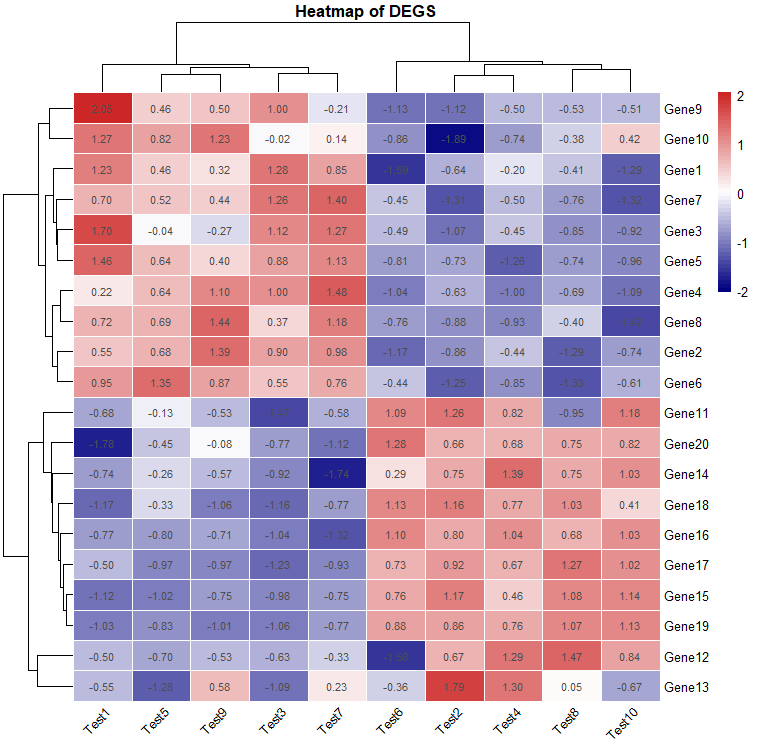 Heatmap of DEGS
2.05 0.46 0.50 1.00 -0.21 -1.13 -1.12 -0.50 -0.53 -0.51 Gene9
1.27 0.82 1.23 -0.02 0.14 -0.86 -1.89 -0.74 -0.38 0.42 Gene10
1.23 0.46 0.32 1.28 0.85 -0.64 -0.20 -0.41 -1.29 Gene1
0.70 0.52 0.44 1.26 1.40 -0.45 -1.31 -0.50 -0.76 -1.32 Gene7
1.70 -0.04 -0.27 1.12 1.27 -0.49 -1.07 -0.45 -0.85 -0.92 Gene3
1.46 0.64 0.40 0.88 1.13 -0.81 -0.73 -1.26 -0.74 -0.96 Gene5
0.22 0.64 1.10 1.00 1.48 -1.04 -0.63 -1.00 -0.69 -1.09 Gene4
0.72 0.69 1.44 0.37 1.18 -0.76 -0.88 -0.93 -0.40 Gene8
0.55 0.68 1.39 0.90 0.98 -1.17 -0.86 -0.44 -1.29 -0.74 Gene2
0.95 1.35 0.87 0.55 0.76 -0.44 -1.25 -0.85 -1.33 -0.61 Gene6
-0.68 -0.13 -0.53 -0.58 1.09 1.26 0.82 -0.95 1.18 Gene11
-1.78 -0.45 -0.08 -0.77 -1.12 1.28 0.66 0.68 0.75 0.82 Gene20
-0.74 -0.26 -0.57 -0.92 -1.74 0.29 0.75 1.39 0.75 1.03 Gene14
-1.17 -0.33 -1.06 -1.16 -0.77 1.13 1.16 0.77 1.03 0.41 Gene18
-0.77 -0.80 -0.71 -1.04 -1.32 1.10 0.80 1.04 0.68 1.03 Gene16
-0.50 -0.97 -0.97 -1.23 -0.93 0.73 0.92 0.67 1.27 1.02 Gene17
-1.12 -1.02 -0.75 -0.98 -0.75 0.76 1.17 0.46 1.08 1.14 Gene15
-1.03 -0.83 -1.01 -1.06 -0.77 0.88 0.86 0.76 1.07 1.13 Gene19
-0.50 -0.70 -0.53 -0.63 -0.33 0.67 1.29 1.47 0.84 Gene12
-0.55 -1.28 0.58 -1.09 0.23 -0.36 1.79 1.30 0.05 -0.67 Gene13
Test1 Test5 Test9 Test3 Test7 Test6 Test2 Test4 Test8 Test10
2
1
0
-1
-2